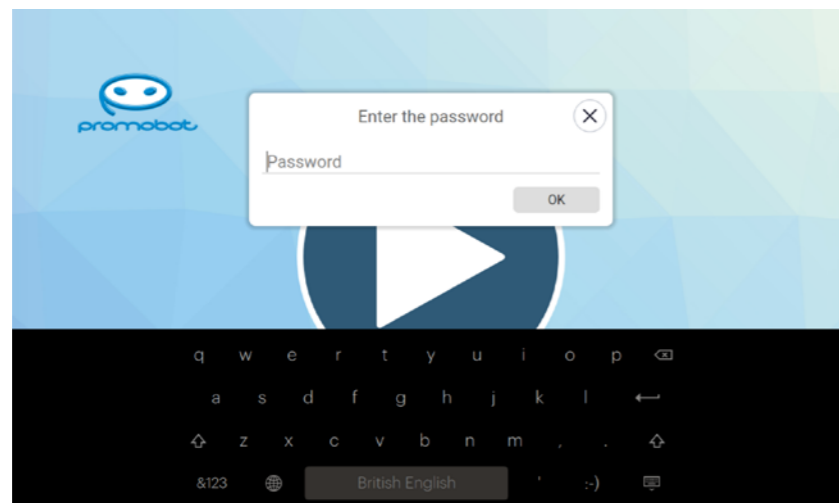 promobot
Enter the password
Password
OK
q w e r t y u i o p
a s d f g h j k l
z x c v b n m , .
&123 British English ' :-)